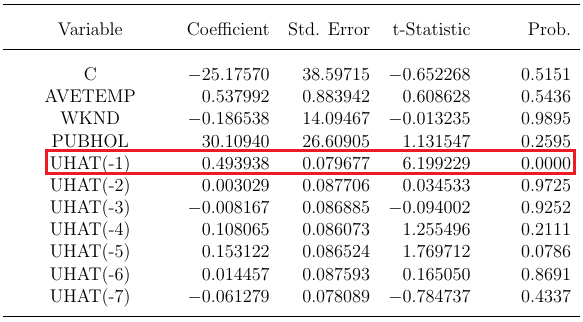 Variable Coefficient Std. Error t-Statistic Prob.
C −25.17570 38.59715 −0.652268 0.5151
AVETEMP 0.537992 0.883942 0.608628 0.5436
WKND −0.186538 14.09467 −0.013235 0.9895
PUBHOL 30.10940 26.60905 1.131547 0.2595
UHAT(-1) 0.493938 0.079677 6.199229 0.0000
UHAT(-2) 0.003029 0.087706 0.034533 0.9725
UHAT(-3) −0.008167 0.086885 −0.094002 0.9252
UHAT(-4) 0.108065 0.086073 1.255496 0.2111
UHAT(-5) 0.153122 0.086524 1.769712 0.0786
UHAT(-6) 0.014457 0.087593 0.165050 0.8691
UHAT(-7) −0.061279 0.078089 −0.784737 0.4337